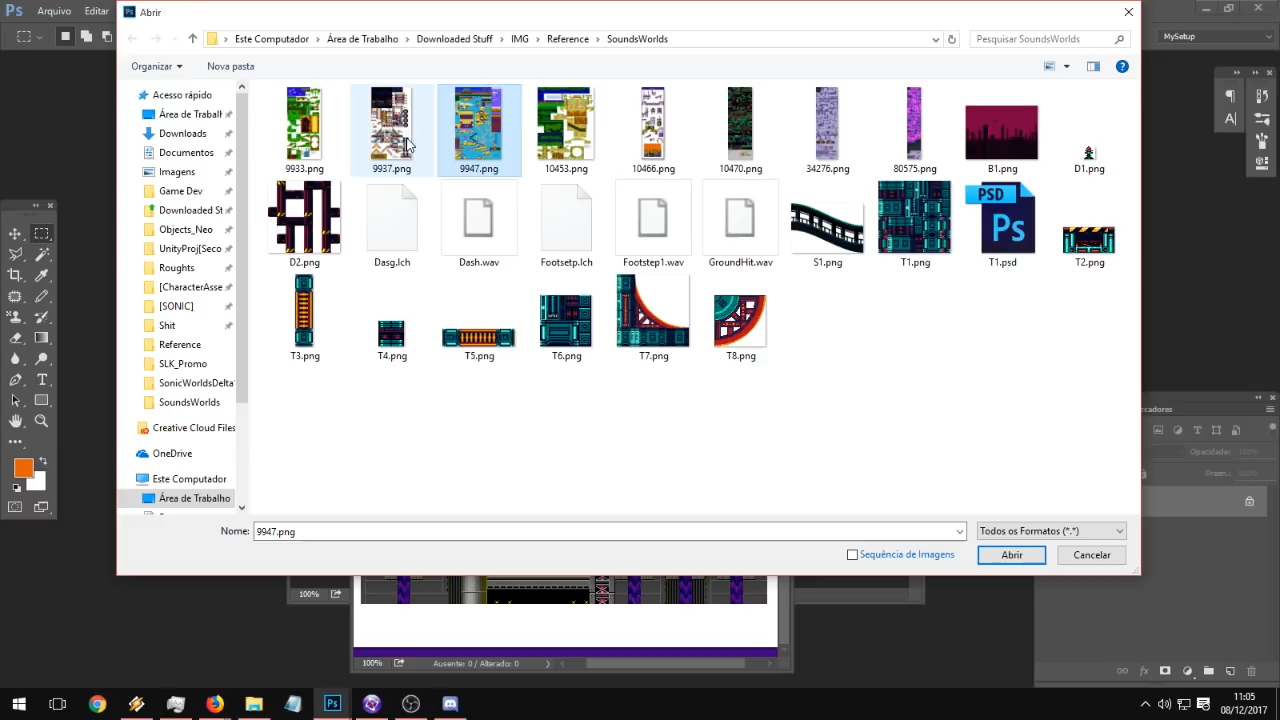 Ps Arquivo Editar
Abrir
MySetup
Este Computador
Área de Trabalho
Downloaded Stuff
IMG
Reference
SoundsWorlds
Pesquisar SoundsWorlds
Organizar
Nova pasta
Acesso rápido
Área de Trabalh
Downloads
Documentos
Imagens
Game Dev
Downloaded St
Objects_Neo
UnityProj[Seco
Roughts
[CharacterAsse
[SONIC]
Shit
Reference
SLK_Promo
SonicWorldsDelta
SoundsWorlds
Creative Cloud Files
OneDrive
Este Computador
Área de Trabalho
9933.png
9937.png
9947.png
10453.png
10466.png
10470.png
34276.png
80575.png
B1.png
D1.png
PSD
Ps
D2.png
Dasg.lch
Dash.wav
Footsetp.lch
Footstep1.wav
GroundHit.wav
S1.png
T1.png
T1.psd
T2.png
T3.png
T4.png
T5.png
T6.png
T7.png
T8.png
Nome:
9947.png
Todos os Formatos (*.*)
Sequência de Imagens
Abrir
Cancelar
rcadores
Opacidade: 100%
100%
100%
Ausente: 0 / Alterado: 0
Ps
11:05
08/12/2017